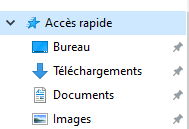 Accès rapide
Bureau
Téléchargements
Documents
Images